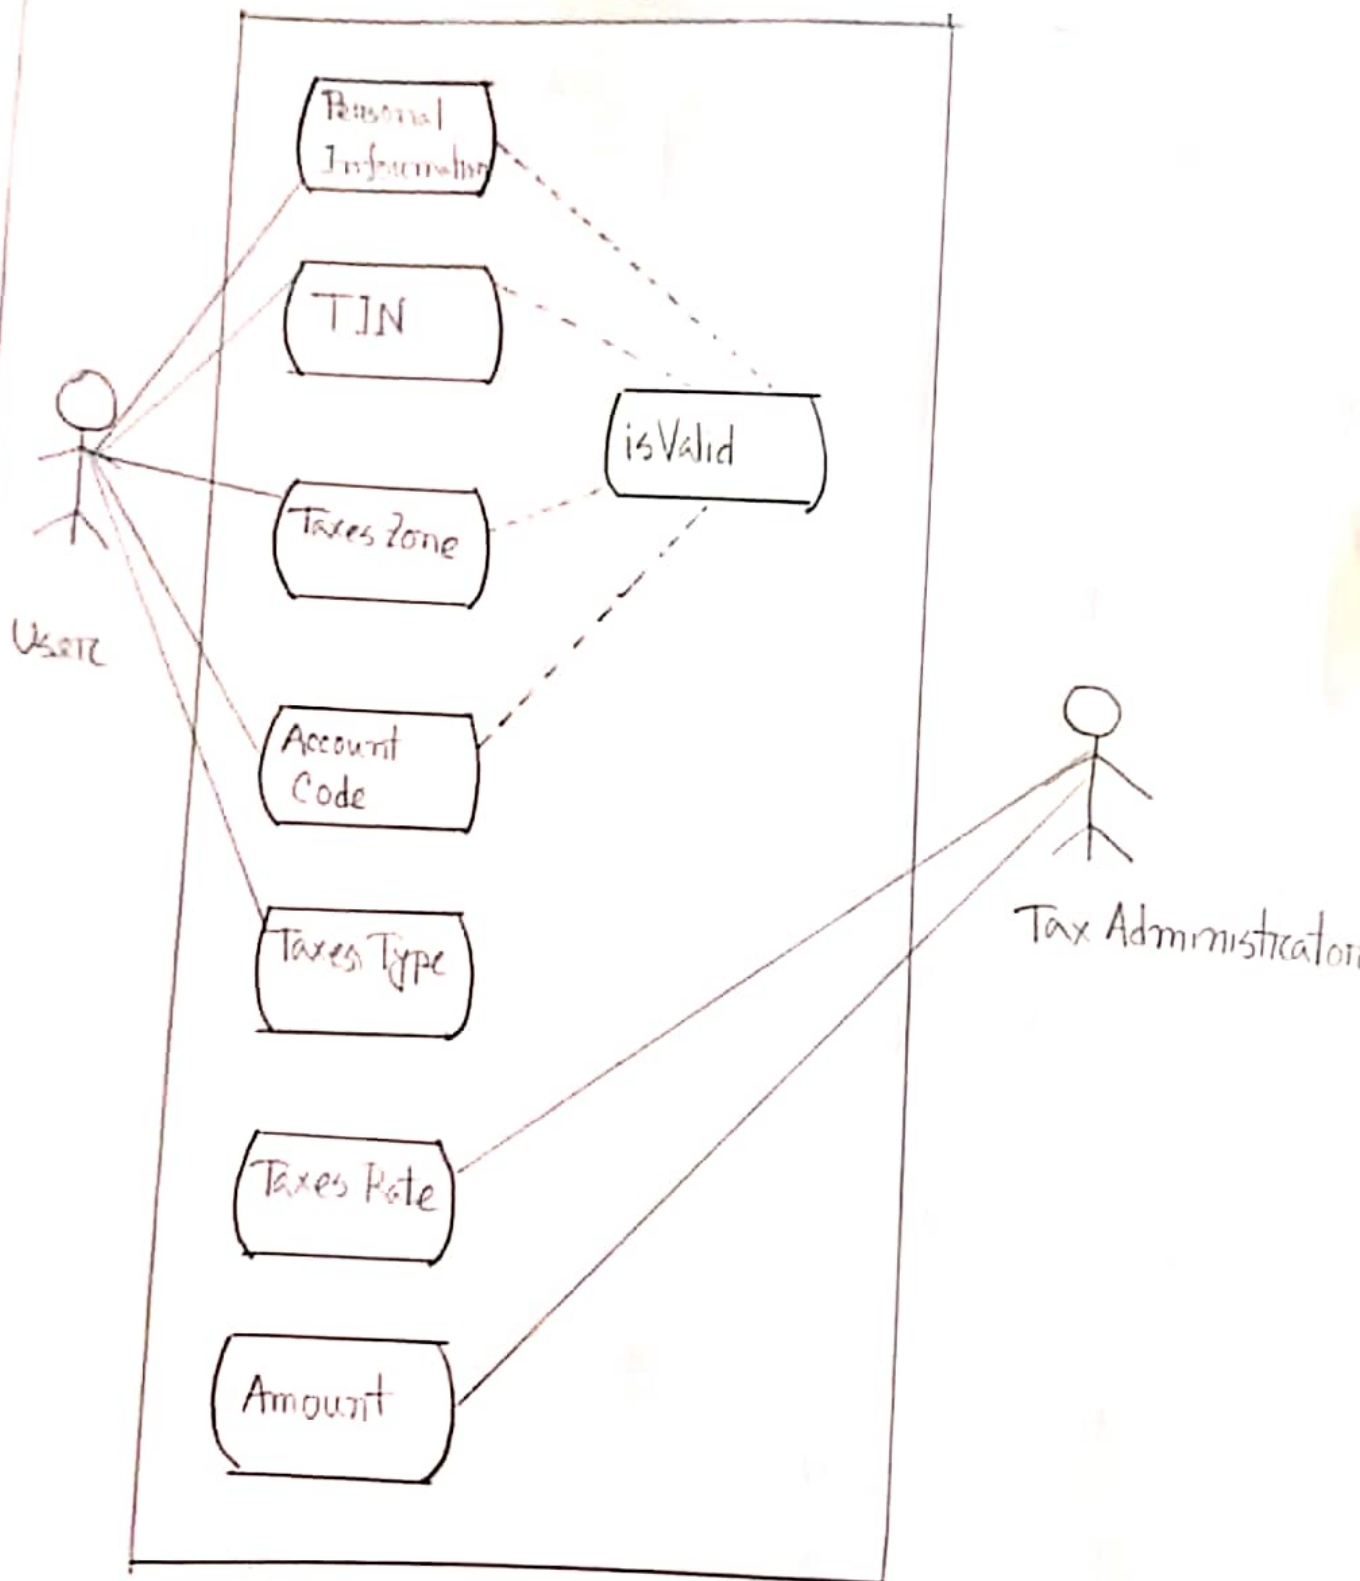 Personal
Information
TIN
isValid
Taxes Zone
User
Account
Code
Taxes Type
Tax Administrator
Taxes Rate
Amount